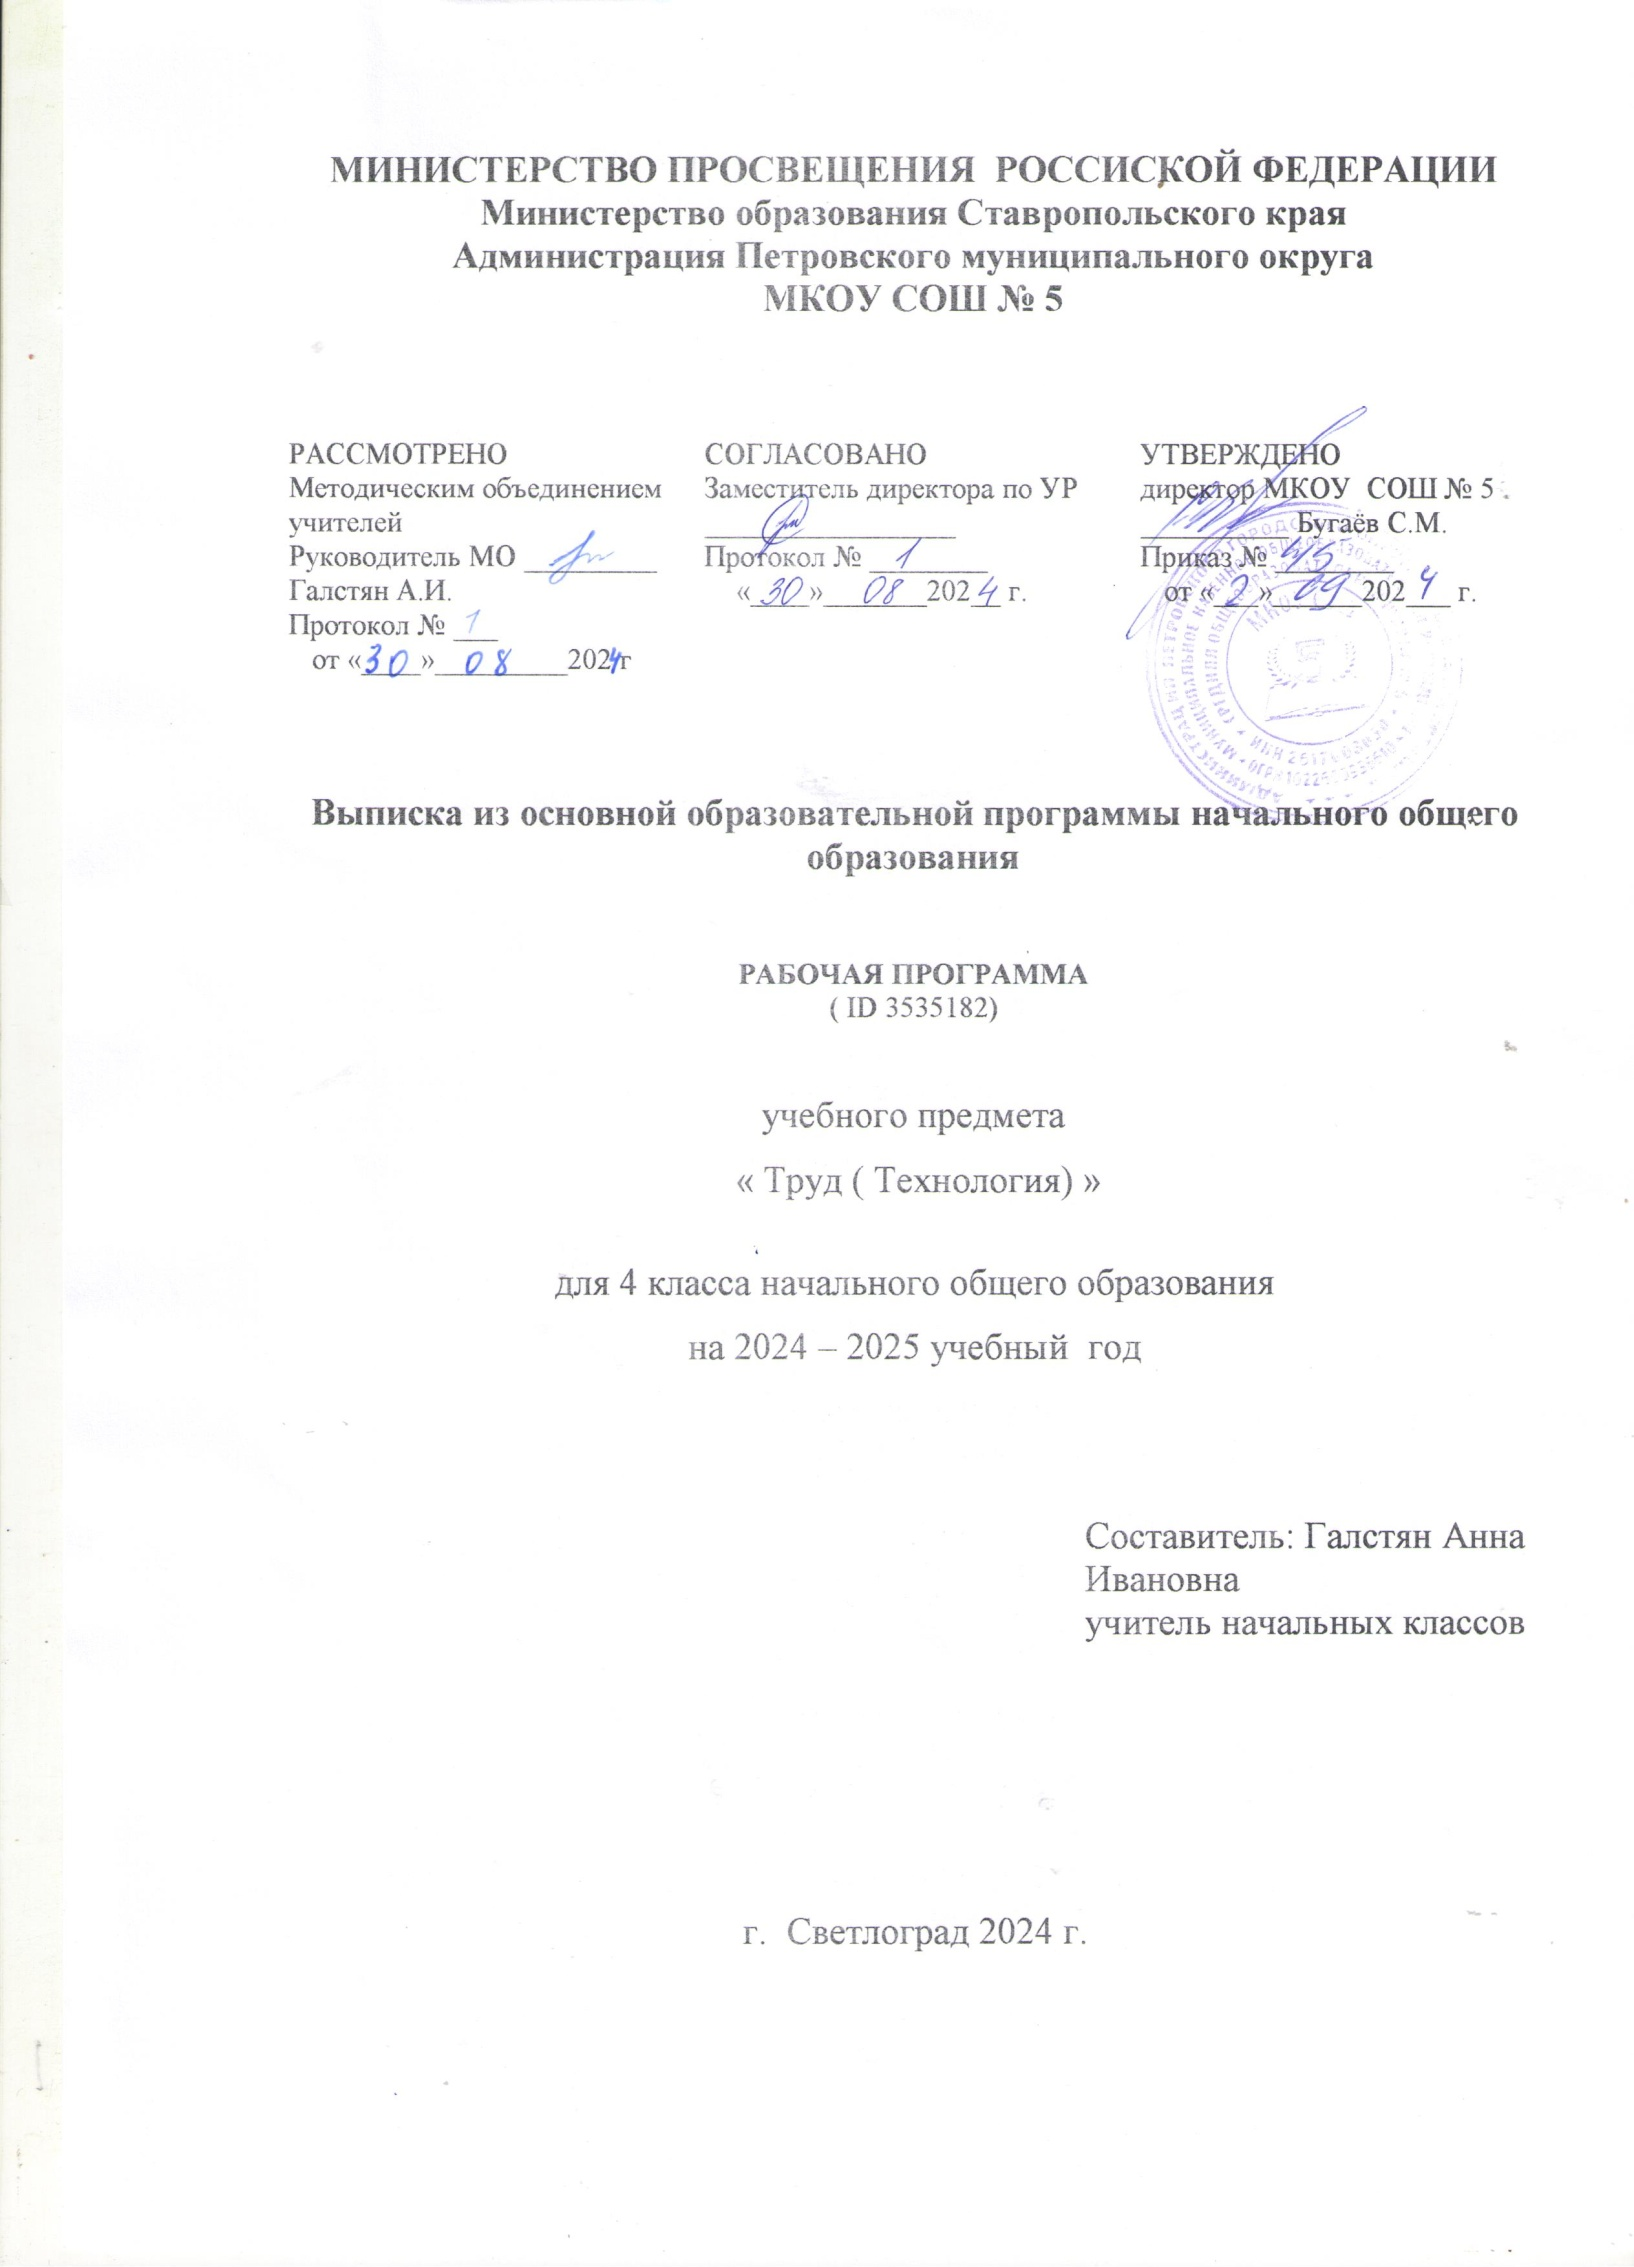 МИНИСТЕРСТВО ПРОСВЕЩЕНИЯ РОССИСКОЙ ФЕДЕРАЦИИ
Министерство образования Ставропольского края
Администрация Петровского муниципального округа
МКОУ СОШ № 5
РАССМОТРЕНО
Методическим объединением
учителей
Руководитель МО __________
Галстян А.И.
Протокол № 1
от «30» 08 2024г
СОГЛАСОВАНО
Заместитель директора по УР
Протокол № 1
«30» 08 2024 г.
УТВЕРЖДЕНО
директор МКОУ СОШ № 5
Бугаёв С.М.
Приказ № 445
от «2» 09 2024 г.
МКОУ
5
Выписка из основной образовательной программы начального общего
образования
РАБОЧАЯ ПРОГРАММА
( ID 3535182)
учебного предмета
« Труд ( Технология) »
для 4 класса начального общего образования
на 2024 – 2025 учебный год
Составитель: Галстян Анна
Ивановна
учитель начальных классов
г. Светлоград 2024 г.